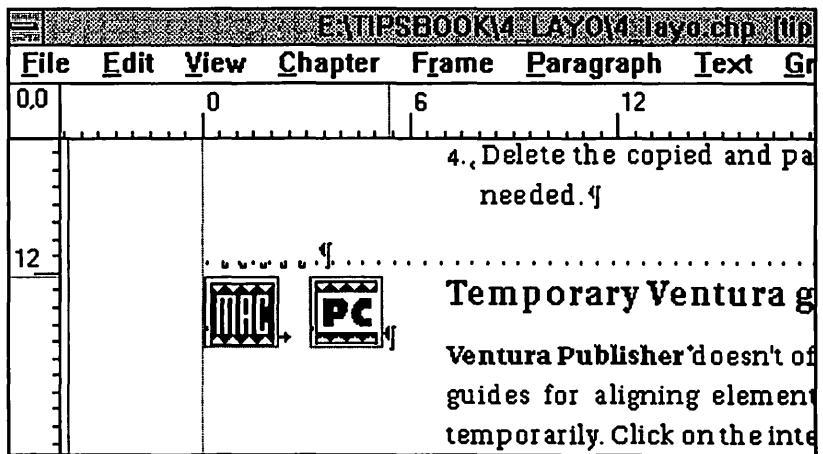 E:\TIPSBOOK\4_LAYO\4_layo.chp [tip
File Edit View Chapter Frame Paragraph Text Gr
0,0 0 6 12
4. Delete the copied and pa
needed. ¶
12
¶
MAC PC ¶
Temporary Ventura g
Ventura Publisher doesn't of
guides for aligning element
temporarily. Click on the inte